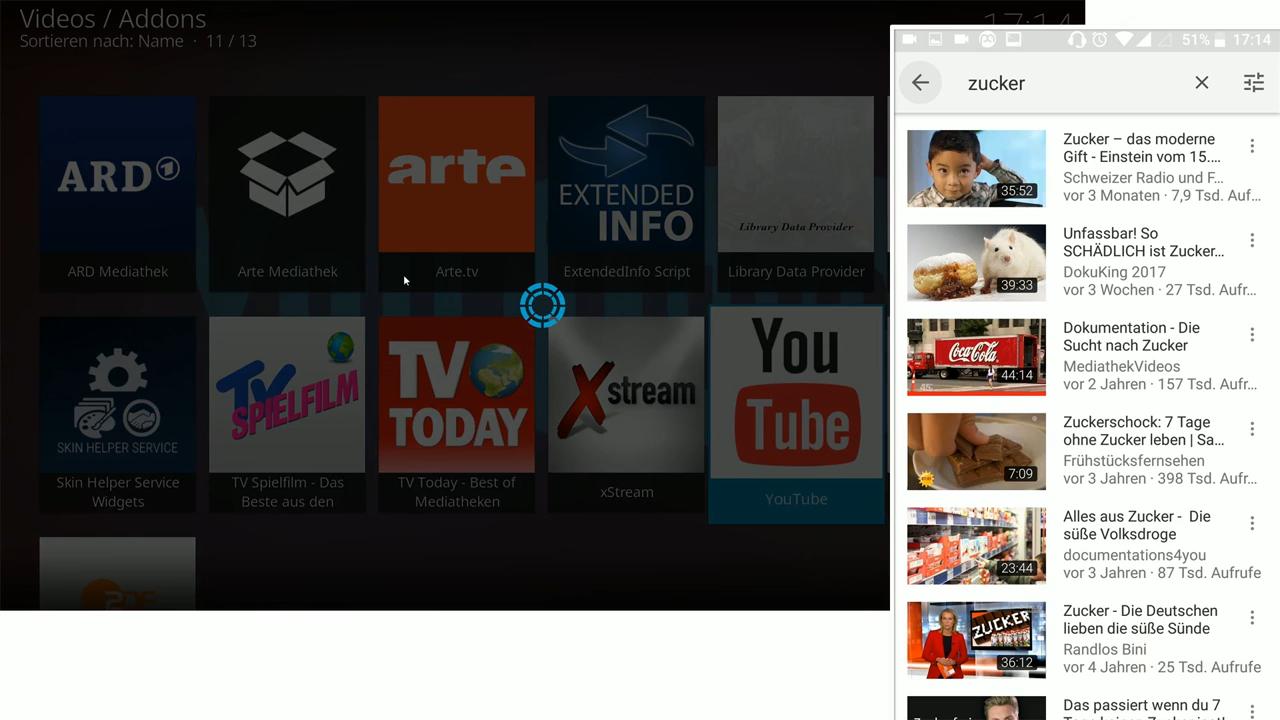 Videos / Addons
Sortieren nach: Name · 11 / 13
17:14
ARD 1
arte
EXTENDED
INFO
Library Data Provider
ARD Mediathek
Arte Mediathek
Arte.tv
ExtendedInfo Script
Library Data Provider
SKIN HELPER SERVICE
TV
SPIELFILM
TV
TODAY
Xstream
You
Tube
Skin Helper Service
Widgets
TV Spielfilm - Das
Beste aus den
TV Today - Best of
Mediatheken
xStream
YouTube
51% 17:14
zucker
35:52
Zucker – das moderne
Gift - Einstein vom 15....
Schweizer Radio und F...
vor 3 Monaten · 7,9 Tsd. Auf...
39:33
Unfassbar! So
SCHÄDLICH ist Zucker...
DokuKing 2017
vor 3 Wochen · 27 Tsd. Aufr...
Coca-Cola
44:14
Dokumentation - Die
Sucht nach Zucker
MediathekVideos
vor 2 Jahren · 157 Tsd. Auf...
7:09
Zuckerschock: 7 Tage
ohne Zucker leben | Sa...
Frühstücksfernsehen
vor 3 Jahren · 398 Tsd. Auf...
23:44
Alles aus Zucker - Die
süße Volksdroge
documentations4you
vor 3 Jahren · 87 Tsd. Aufrufe
ZUCKER
36:12
Zucker - Die Deutschen
lieben die süße Sünde
Randlos Bini
vor 4 Jahren · 25 Tsd. Aufrufe
Das passiert wenn du 7